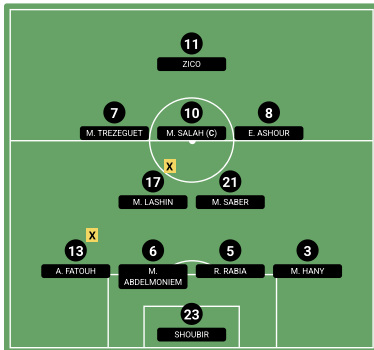 11
ZICO
7
10
8
M. TREZEGUET
M. SALAH (C)
E. ASHOUR
X
17
21
M. LASHIN
M. SABER
X
13
6
5
3
A. FATOUH
M.
ABDELMONIEM
R. RABIA
M. HANY
23
SHOUBIR